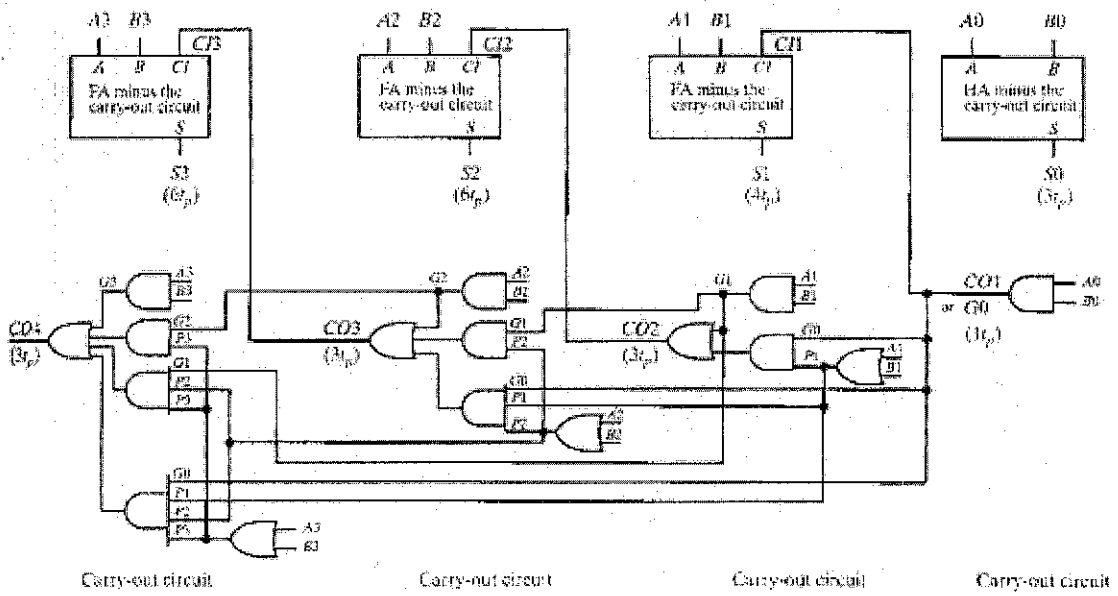 A3 B3
CI3
A B CI
FA minus the
carry-out circuit
S
S3
(6tp)
A2 B2
CI2
A B CI
FA minus the
carry-out circuit
S
S2
(6tp)
A1 B1
CI1
A B CI
FA minus the
carry-out circuit
S
S1
(4tp)
A0 B0
A B
HA minus the
carry-out circuit
S
S0
(3tp)
G3
A3
B3
CO4
(3tp)
G2
P3
G1
P2
P3
G0
P1
P2
P3
A3
B3
Carry-out circuit
G2
A2
B2
CO3
(3tp)
G1
P2
G0
P1
P2
A2
B2
Carry-out circuit
G1
A1
B1
CO2
(3tp)
G0
P1
A1
B1
Carry-out circuit
CO1
or G0
(1tp)
A0
B0
Carry-out circuit